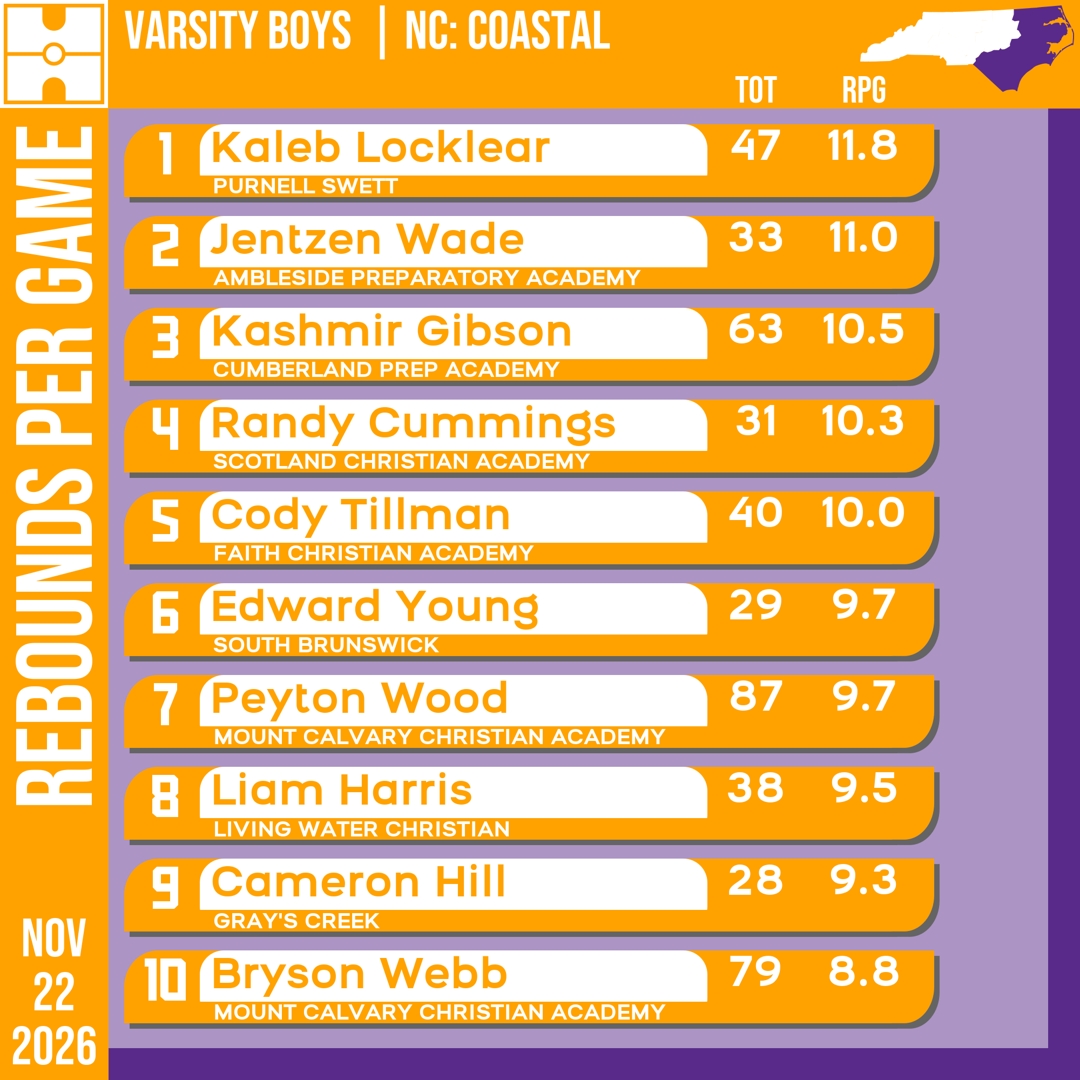 VARSITY BOYS | NC: COASTAL
TOT RPG
REBOUNDS PER GAME
1 Kaleb Locklear 47 11.8
PURNELL SWETT
2 Jentzen Wade 33 11.0
AMBLESIDE PREPARATORY ACADEMY
3 Kashmir Gibson 63 10.5
CUMBERLAND PREP ACADEMY
4 Randy Cummings 31 10.3
SCOTLAND CHRISTIAN ACADEMY
5 Cody Tillman 40 10.0
FAITH CHRISTIAN ACADEMY
6 Edward Young 29 9.7
SOUTH BRUNSWICK
7 Peyton Wood 87 9.7
MOUNT CALVARY CHRISTIAN ACADEMY
8 Liam Harris 38 9.5
LIVING WATER CHRISTIAN
9 Cameron Hill 28 9.3
GRAY'S CREEK
10 Bryson Webb 79 8.8
MOUNT CALVARY CHRISTIAN ACADEMY
NOV
22
2026